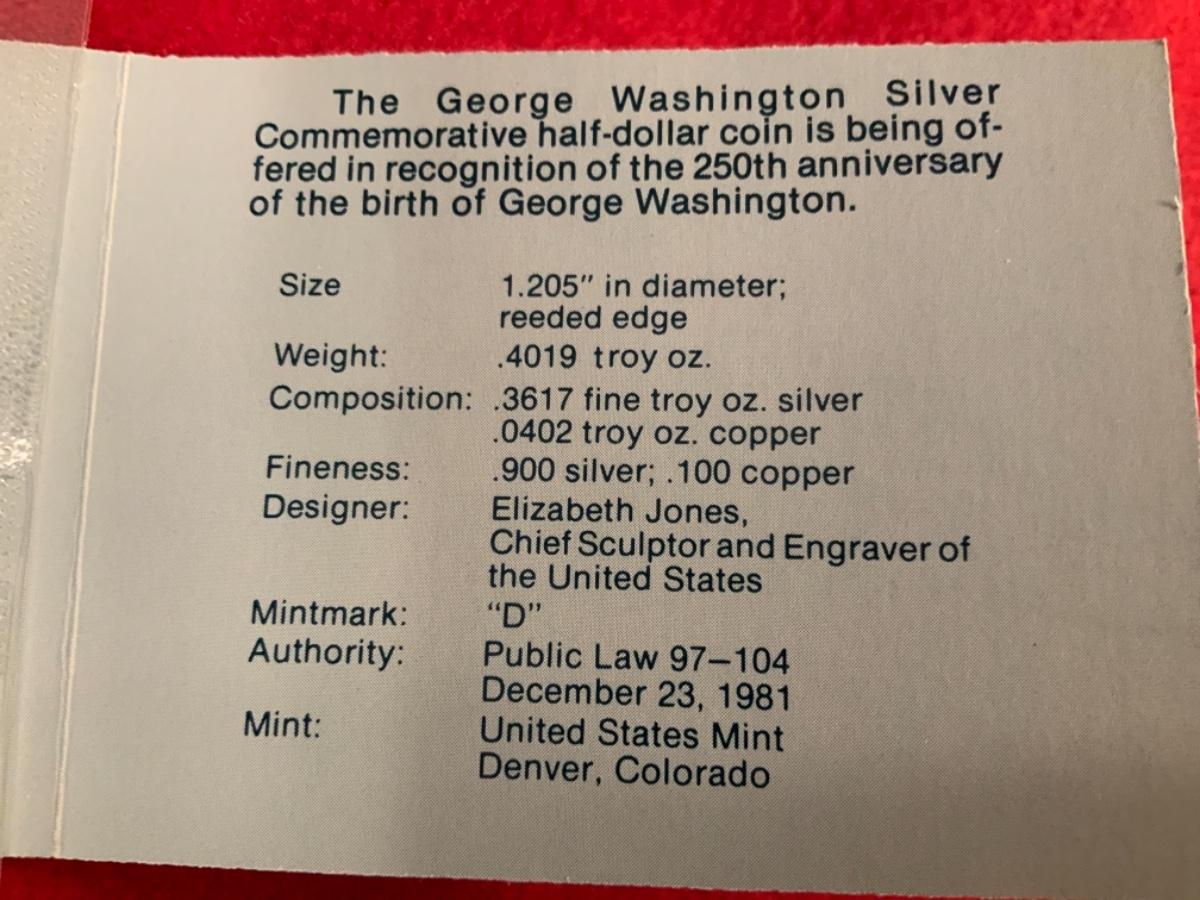 The George Washington Silver
Commemorative half-dollar coin is being of-
fered in recognition of the 250th anniversary
of the birth of George Washington.
Size 1.205" in diameter;
reeded edge
Weight: .4019 troy oz.
Composition: .3617 fine troy oz. silver
.0402 troy oz. copper
Fineness: .900 silver; .100 copper
Designer: Elizabeth Jones,
Chief Sculptor and Engraver of
the United States
Mintmark: “D”
Authority: Public Law 97–104
December 23, 1981
Mint: United States Mint
Denver, Colorado